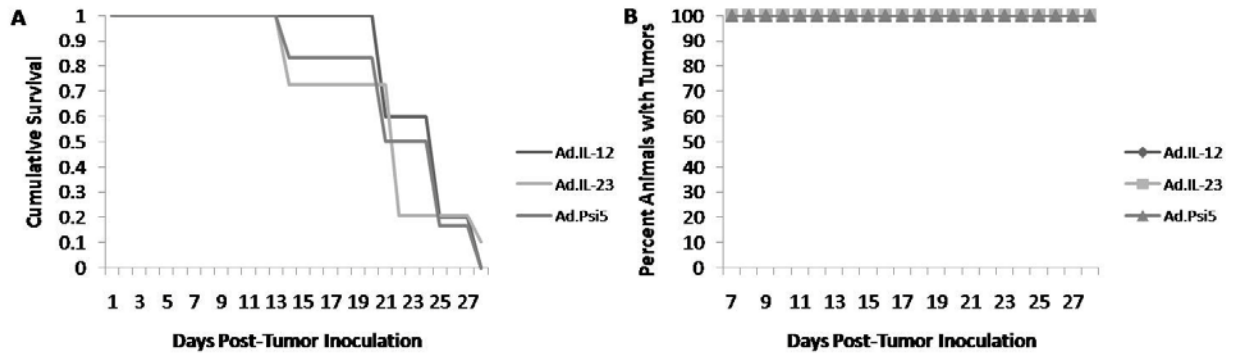 A
Cumulative Survival
1
0.9
0.8
0.7
0.6
0.5
0.4
0.3
0.2
0.1
0
1 3 5 7 9 11 13 15 17 19 21 23 25 27
Days Post-Tumor Inoculation
Ad.IL-12
Ad.IL-23
Ad.Psi5
B
Percent Animals with Tumors
100
90
80
70
60
50
40
30
20
10
0
7 9 11 13 15 17 19 21 23 25 27
Days Post-Tumor Inoculation
Ad.IL-12
Ad.IL-23
Ad.Psi5